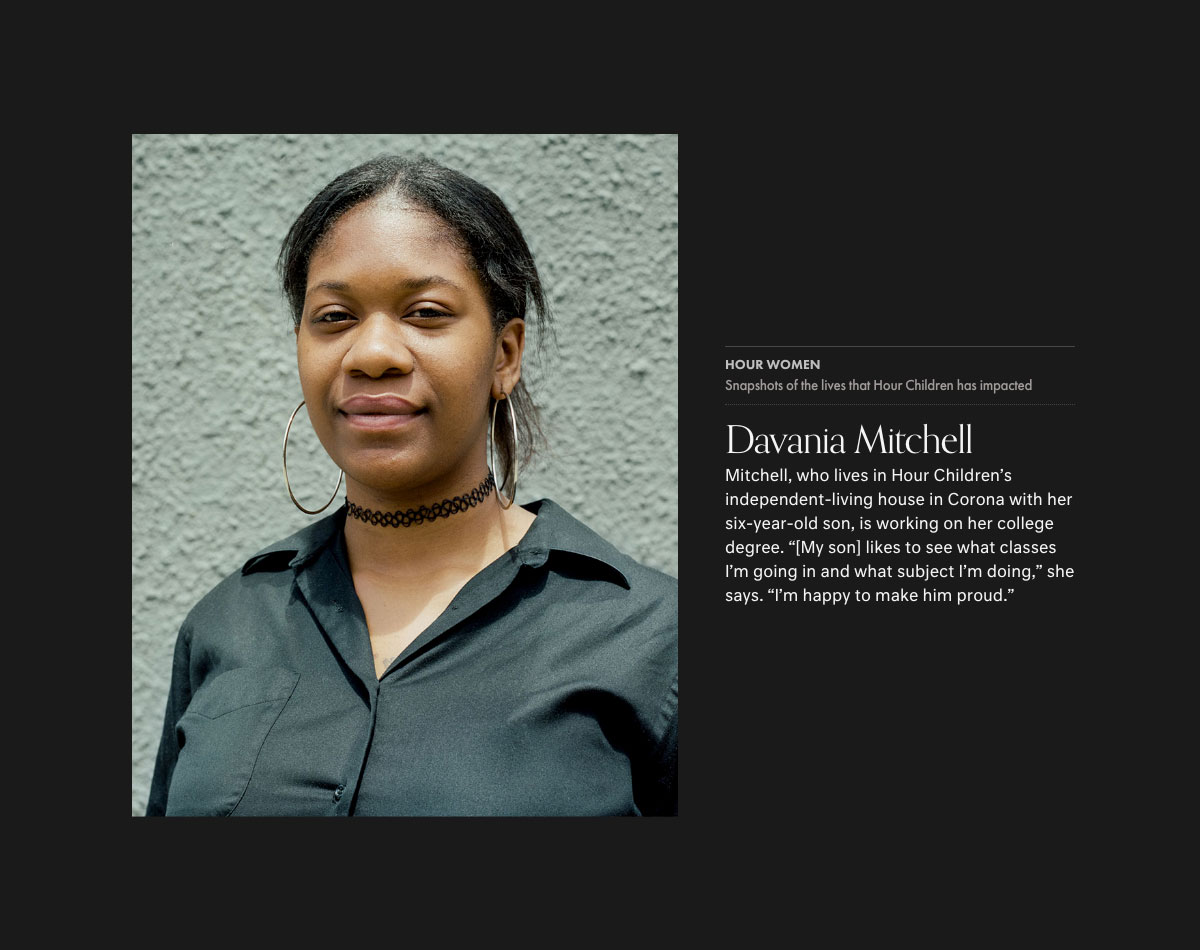 HOUR WOMEN
Snapshots of the lives that Hour Children has impacted
Davania Mitchell
Mitchell, who lives in Hour Children’s
independent-living house in Corona with her
six-year-old son, is working on her college
degree. “[My son] likes to see what classes
I’m going in and what subject I’m doing,” she
says. “I’m happy to make him proud.”